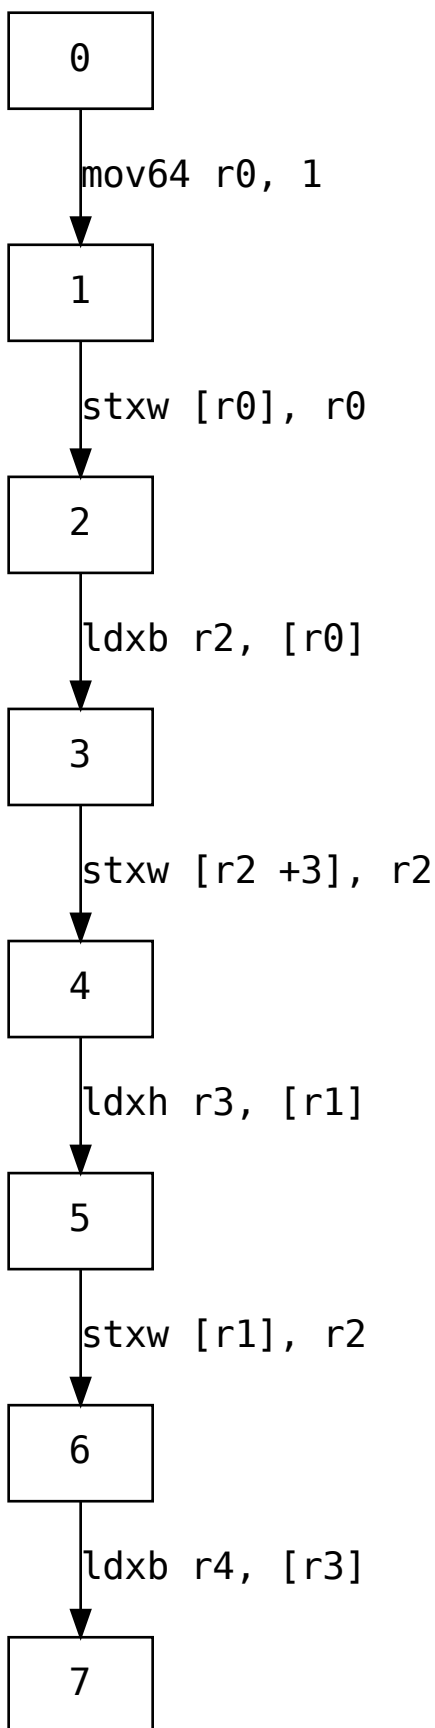 0
mov64 r0, 1
1
stxw [r0], r0
2
ldxb r2, [r0]
3
stxw [r2 +3], r2
4
ldxh r3, [r1]
5
stxw [r1], r2
6
ldxb r4, [r3]
7